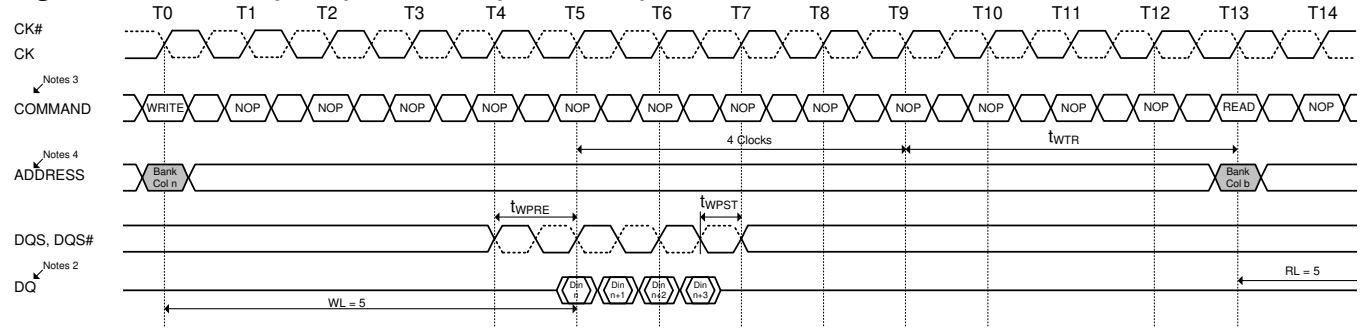 T0 T1 T2 T3 T4 T5 T6 T7 T8 T9 T10 T11 T12 T13 T14
CK#
CK
Notes 3
COMMAND WRITE NOP NOP NOP NOP NOP NOP NOP NOP NOP NOP NOP NOP READ NOP
4 Clocks tWTR
Notes 4
ADDRESS
Bank Bank
Col n Col b
tWPRE tWPST
DQS, DQS#
Notes 2
DQ
Din Din Din Din
n n+1 n+2 n+3
RL = 5
WL = 5